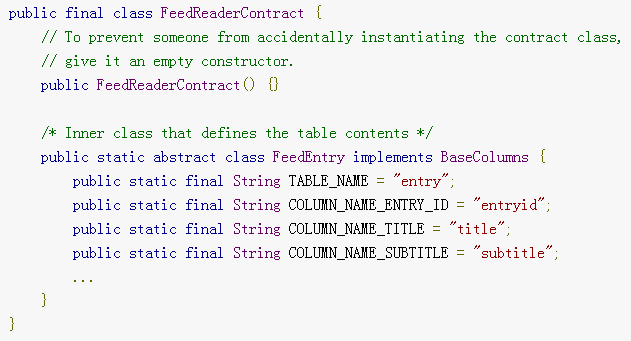 public final class FeedReaderContract {
    // To prevent someone from accidentally instantiating the contract class,
    // give it an empty constructor.
    public FeedReaderContract() {}

    /* Inner class that defines the table contents */
    public static abstract class FeedEntry implements BaseColumns {
        public static final String TABLE_NAME = "entry";
        public static final String COLUMN_NAME_ENTRY_ID = "entryid";
        public static final String COLUMN_NAME_TITLE = "title";
        public static final String COLUMN_NAME_SUBTITLE = "subtitle";
        ...
    }
}